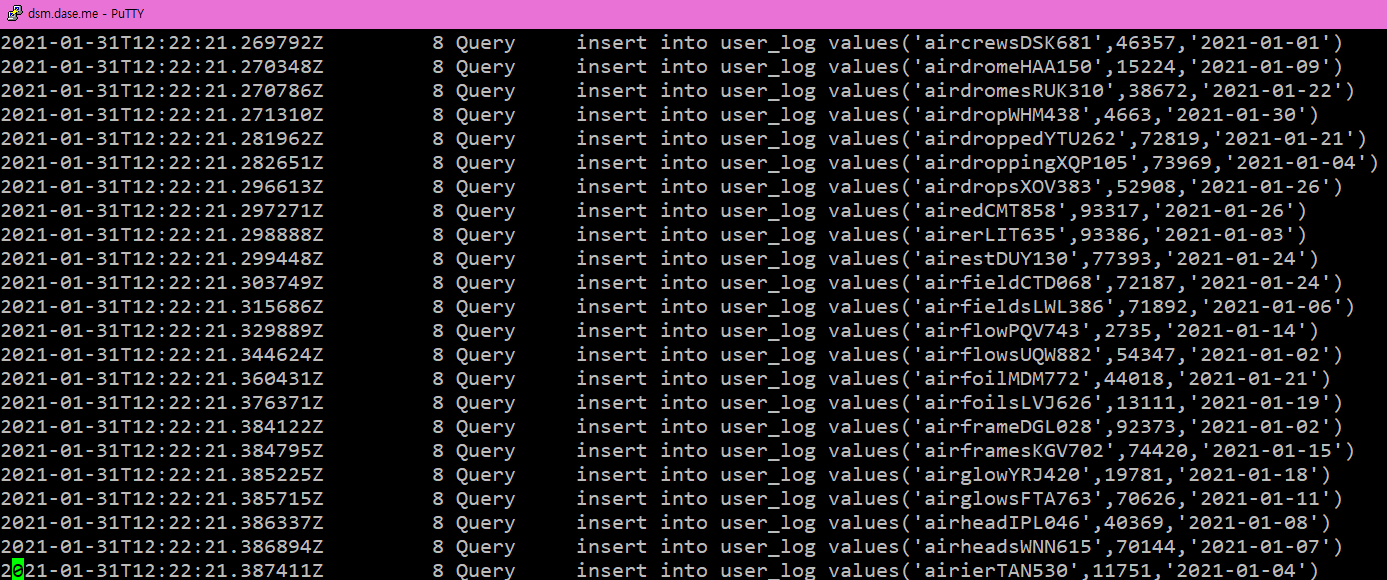 dsm.dase.me - PuTTY
2021-01-31T12:22:21.269792Z         8 Query     insert into user_log values('aircrewsDSK681',46357,'2021-01-01')
2021-01-31T12:22:21.270348Z         8 Query     insert into user_log values('airdromeHAA150',15224,'2021-01-09')
2021-01-31T12:22:21.270786Z         8 Query     insert into user_log values('airdromesRUK310',38672,'2021-01-22')
2021-01-31T12:22:21.271310Z         8 Query     insert into user_log values('airdropWHM438',4663,'2021-01-30')
2021-01-31T12:22:21.281962Z         8 Query     insert into user_log values('airdroppedYTU262',72819,'2021-01-21')
2021-01-31T12:22:21.282651Z         8 Query     insert into user_log values('airdroppingXQP105',73969,'2021-01-04')
2021-01-31T12:22:21.296613Z         8 Query     insert into user_log values('airdropsXOV383',52908,'2021-01-26')
2021-01-31T12:22:21.297271Z         8 Query     insert into user_log values('airedCMT858',93317,'2021-01-26')
2021-01-31T12:22:21.298888Z         8 Query     insert into user_log values('airerLIT635',93386,'2021-01-03')
2021-01-31T12:22:21.299448Z         8 Query     insert into user_log values('airestDUY130',77393,'2021-01-24')
2021-01-31T12:22:21.303749Z         8 Query     insert into user_log values('airfieldCTD068',72187,'2021-01-24')
2021-01-31T12:22:21.315686Z         8 Query     insert into user_log values('airfieldsLWL386',71892,'2021-01-06')
2021-01-31T12:22:21.329889Z         8 Query     insert into user_log values('airflowPQV743',2735,'2021-01-14')
2021-01-31T12:22:21.344624Z         8 Query     insert into user_log values('airflowsUQW882',54347,'2021-01-02')
2021-01-31T12:22:21.360431Z         8 Query     insert into user_log values('airfoilMDM772',44018,'2021-01-21')
2021-01-31T12:22:21.376371Z         8 Query     insert into user_log values('airfoilsLVJ626',13111,'2021-01-19')
2021-01-31T12:22:21.384122Z         8 Query     insert into user_log values('airframeDGL028',92373,'2021-01-02')
2021-01-31T12:22:21.384795Z         8 Query     insert into user_log values('airframesKGV702',74420,'2021-01-15')
2021-01-31T12:22:21.385225Z         8 Query     insert into user_log values('airglowYRJ420',19781,'2021-01-18')
2021-01-31T12:22:21.385715Z         8 Query     insert into user_log values('airglowsFTA763',70626,'2021-01-11')
2021-01-31T12:22:21.386337Z         8 Query     insert into user_log values('airheadIPL046',40369,'2021-01-08')
2021-01-31T12:22:21.386894Z         8 Query     insert into user_log values('airheadsWNN615',70144,'2021-01-07')
2021-01-31T12:22:21.387411Z         8 Query     insert into user_log values('airierTAN530',11751,'2021-01-04')